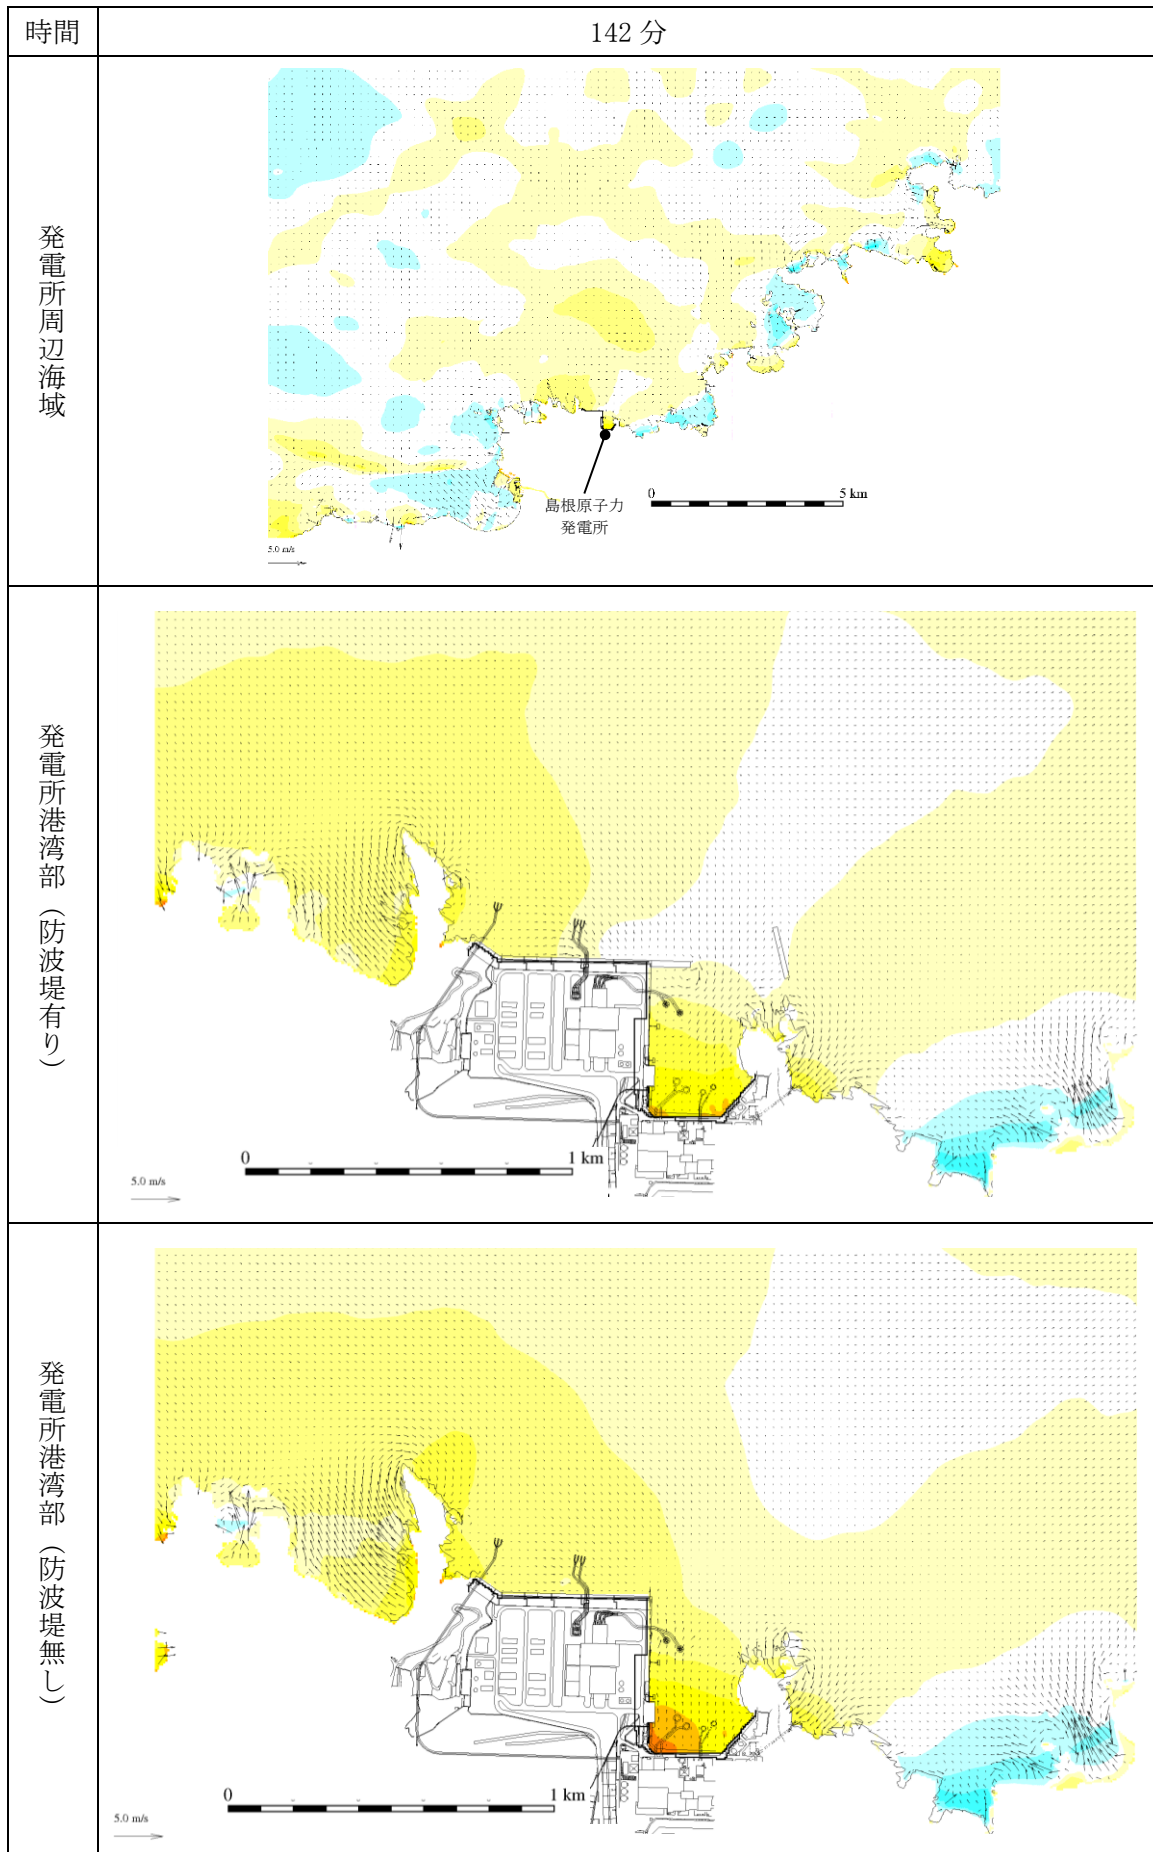 時間
142 分
発電所周辺海域
島根原子力
発電所
0
5 km
5.0 m/s
発電所港湾部（防波堤有り）
0
1 km
5.0 m/s
発電所港湾部（防波堤無し）
0
1 km
5.0 m/s